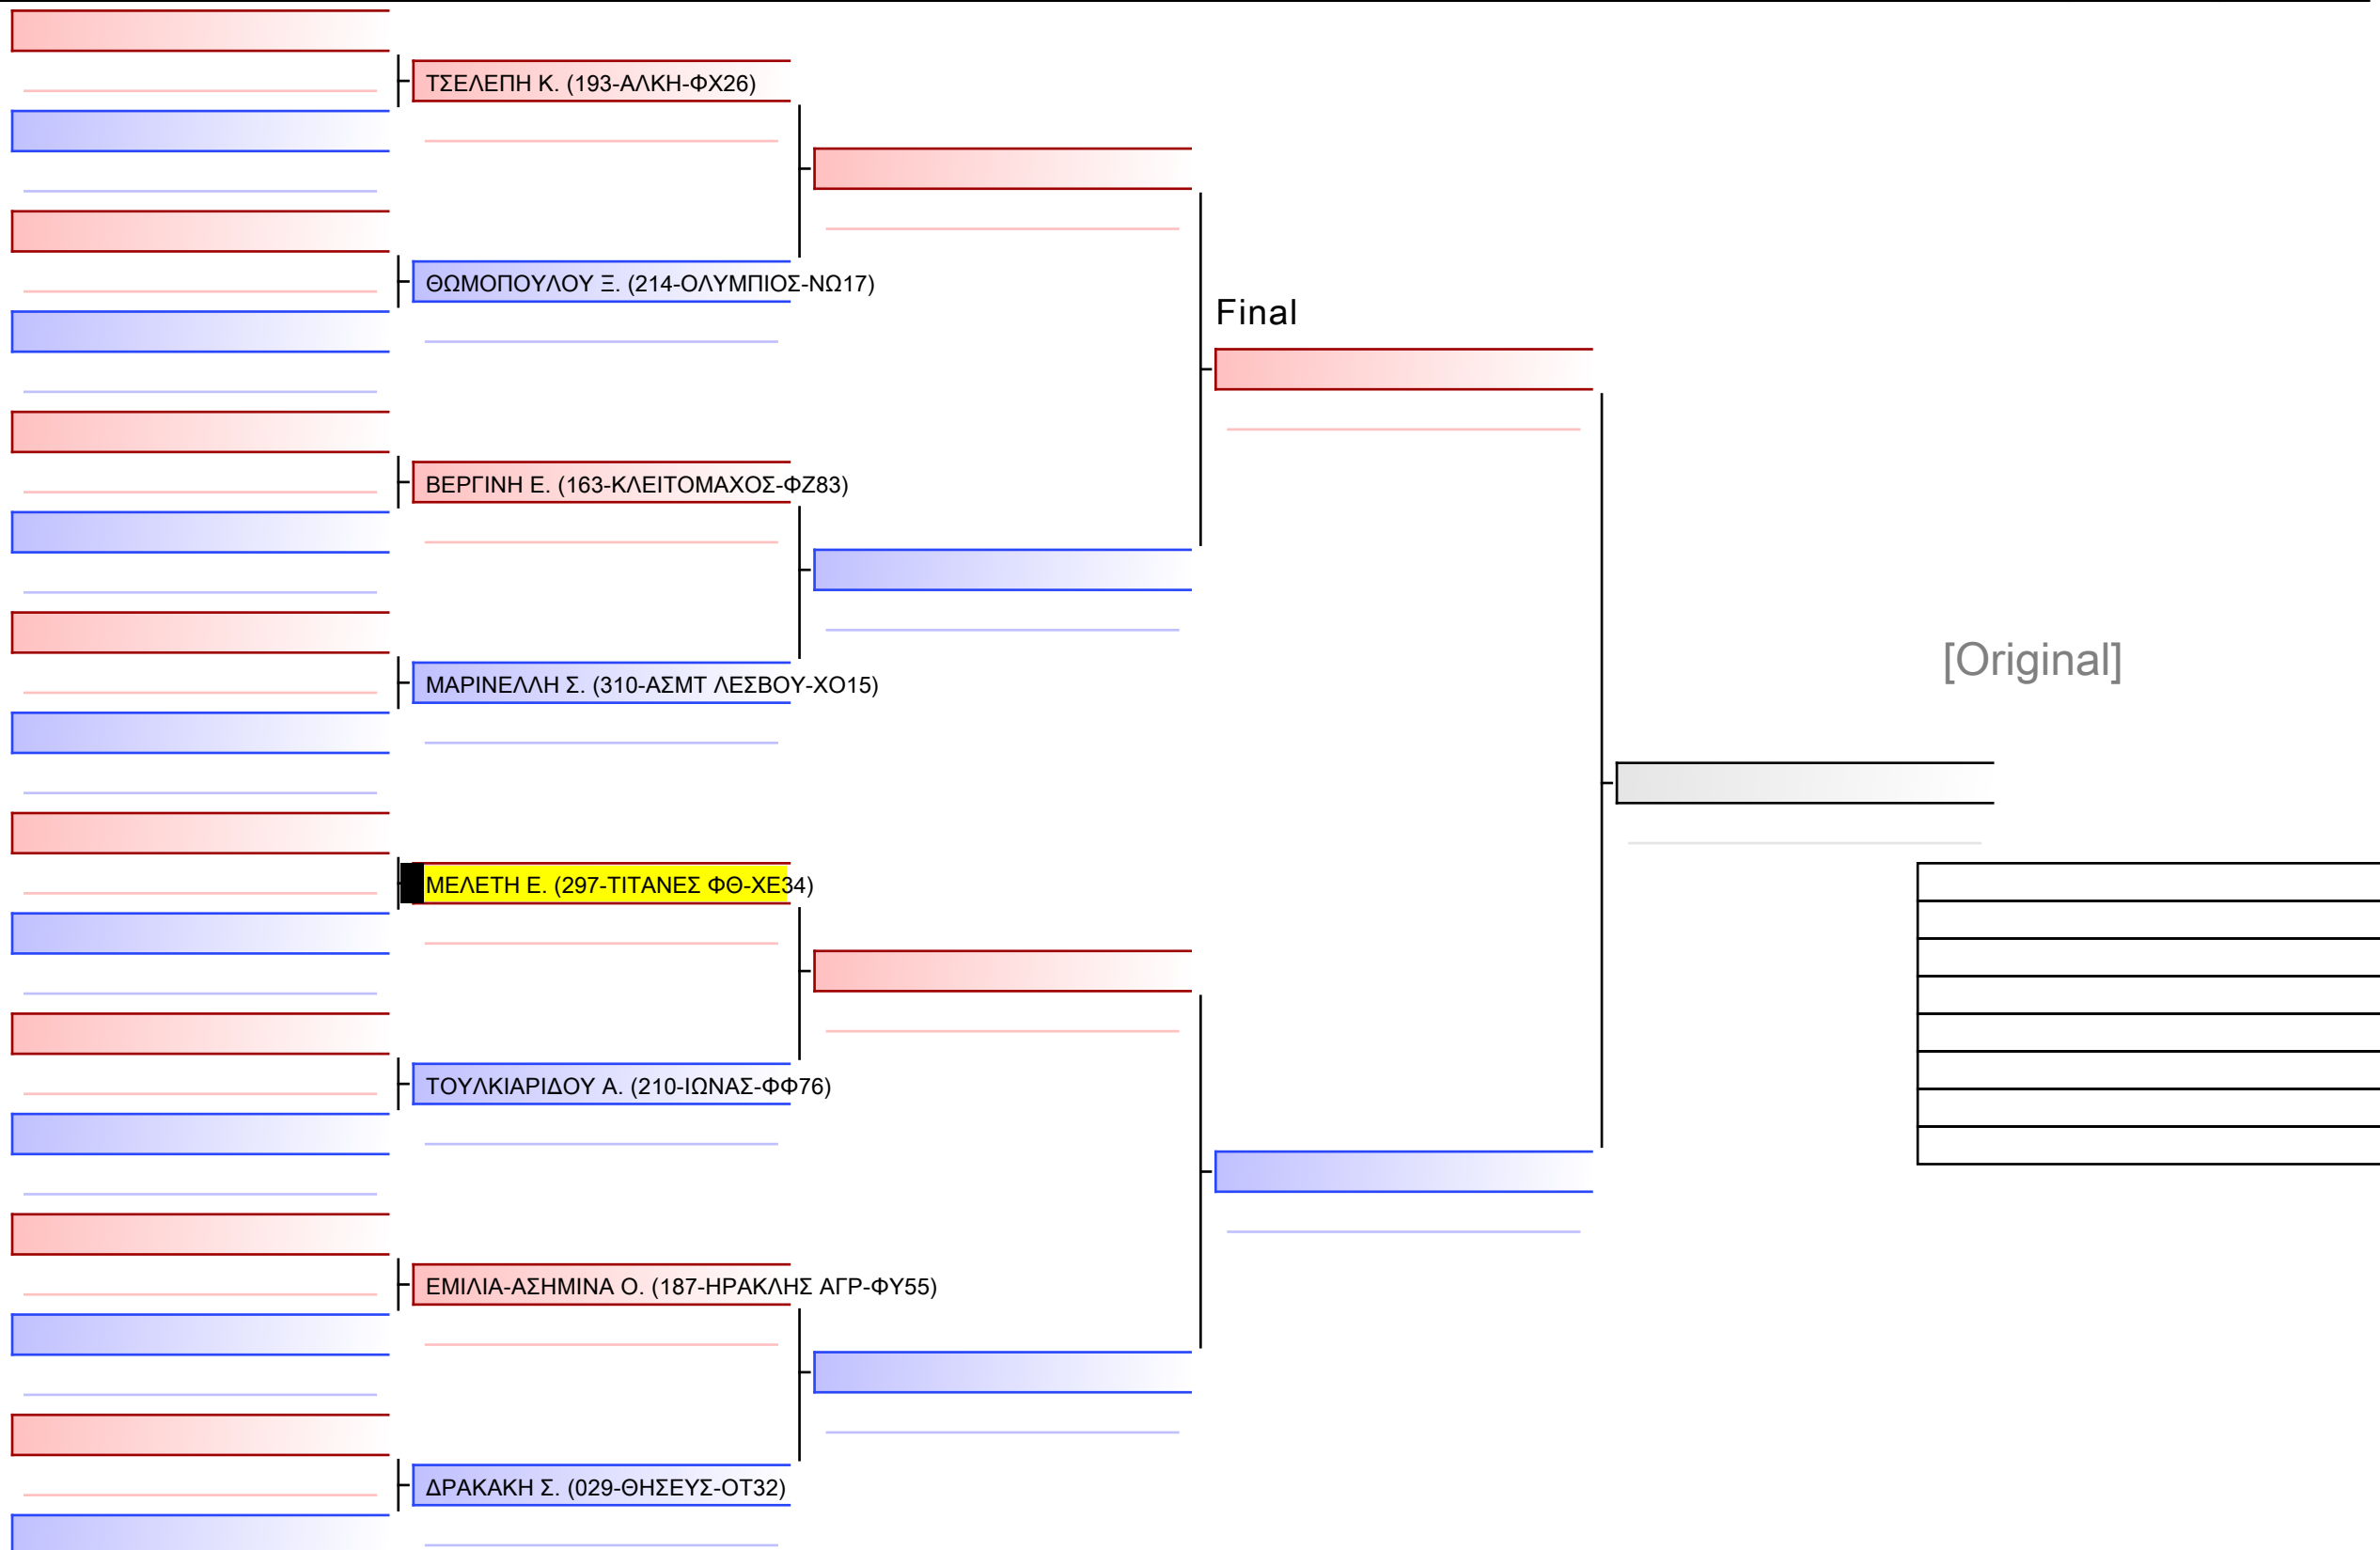 ΤΣΕΛΕΠΗ Κ. (193-ΑΛΚΗ-ΦΧ26)
ΘΩΜΟΠΟΥΛΟΥ Ξ. (214-ΟΛΥΜΠΙΟΣ-ΝΩ17)
Final
ΒΕΡΓΙΝΗ Ε. (163-ΚΛΕΙΤΟΜΑΧΟΣ-ΦΖ83)
[Original]
ΜΑΡΙΝΕΛΛΗ Σ. (310-ΑΣΜΤ ΛΕΣΒΟΥ-ΧΟ15)
ΜΕΛΕΤΗ Ε. (297-ΤΙΤΑΝΕΣ ΦΘ-ΧΕ34)
ΤΟΥΛΚΙΑΡΙΔΟΥ Α. (210-ΙΩΝΑΣ-ΦΦ76)
ΕΜΙΛΙΑ-ΑΣΗΜΙΝΑ Ο. (187-ΗΡΑΚΛΗΣ ΑΓΡ-ΦΥ55)
ΔΡΑΚΑΚΗ Σ. (029-ΘΗΣΕΥΣ-ΟΤ32)